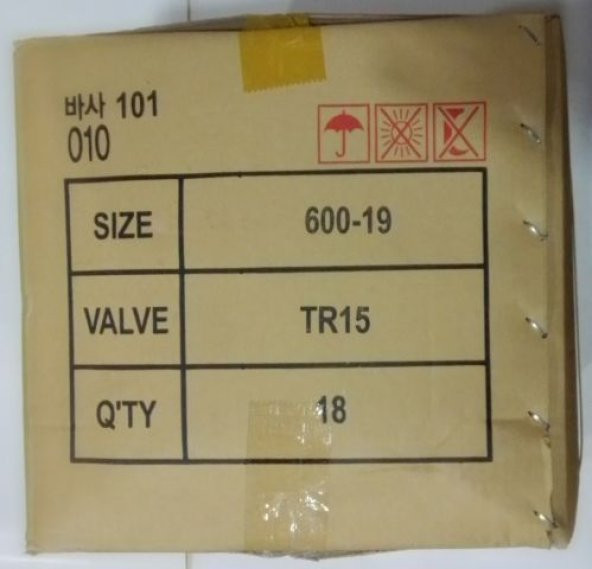 바사 101
010
SIZE 600-19
VALVE TR15
Q'TY 18